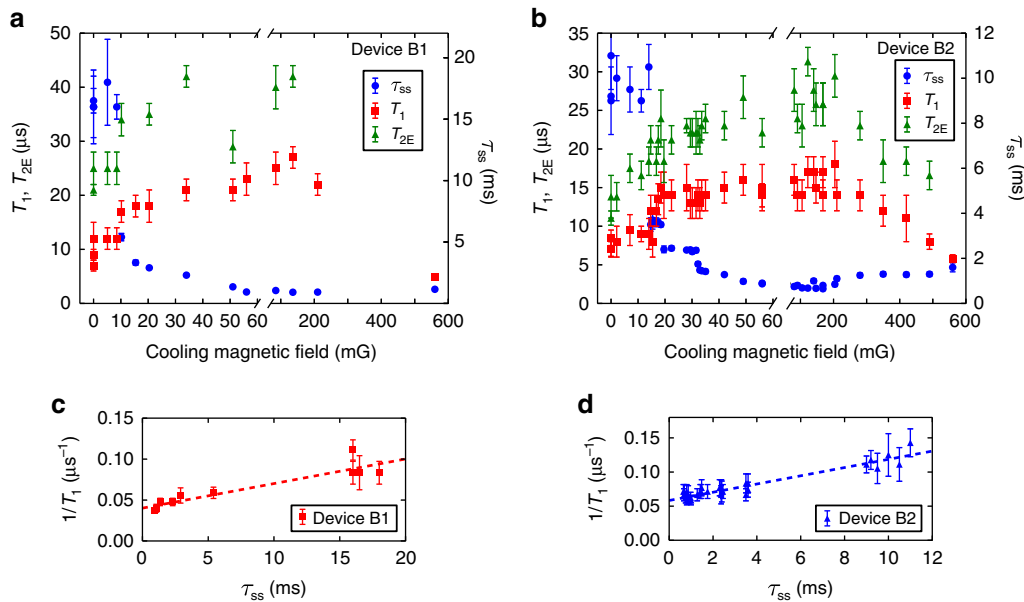 a
50
40
30
20
10
0
T₁, T₂E (μs)
Device B1
τss
T₁
T₂E
20
15
10
5
τss (ms)
0 10 20 30 40 50 60 200 400 600
Cooling magnetic field (mG)
b
35
30
25
20
15
10
5
0
T₁, T₂E (μs)
Device B2
τss
T₁
T₂E
12
10
8
6
4
2
0
τss (ms)
0 10 20 30 40 50 60 200 300 400 500 600
Cooling magnetic field (mG)
c
0.15
0.10
0.05
0.00
1/T₁ (μs⁻¹)
Device B1
0 5 10 15 20
τss (ms)
d
0.15
0.10
0.05
0.00
1/T₁ (μs⁻¹)
Device B2
0 2 4 6 8 10 12
τss (ms)